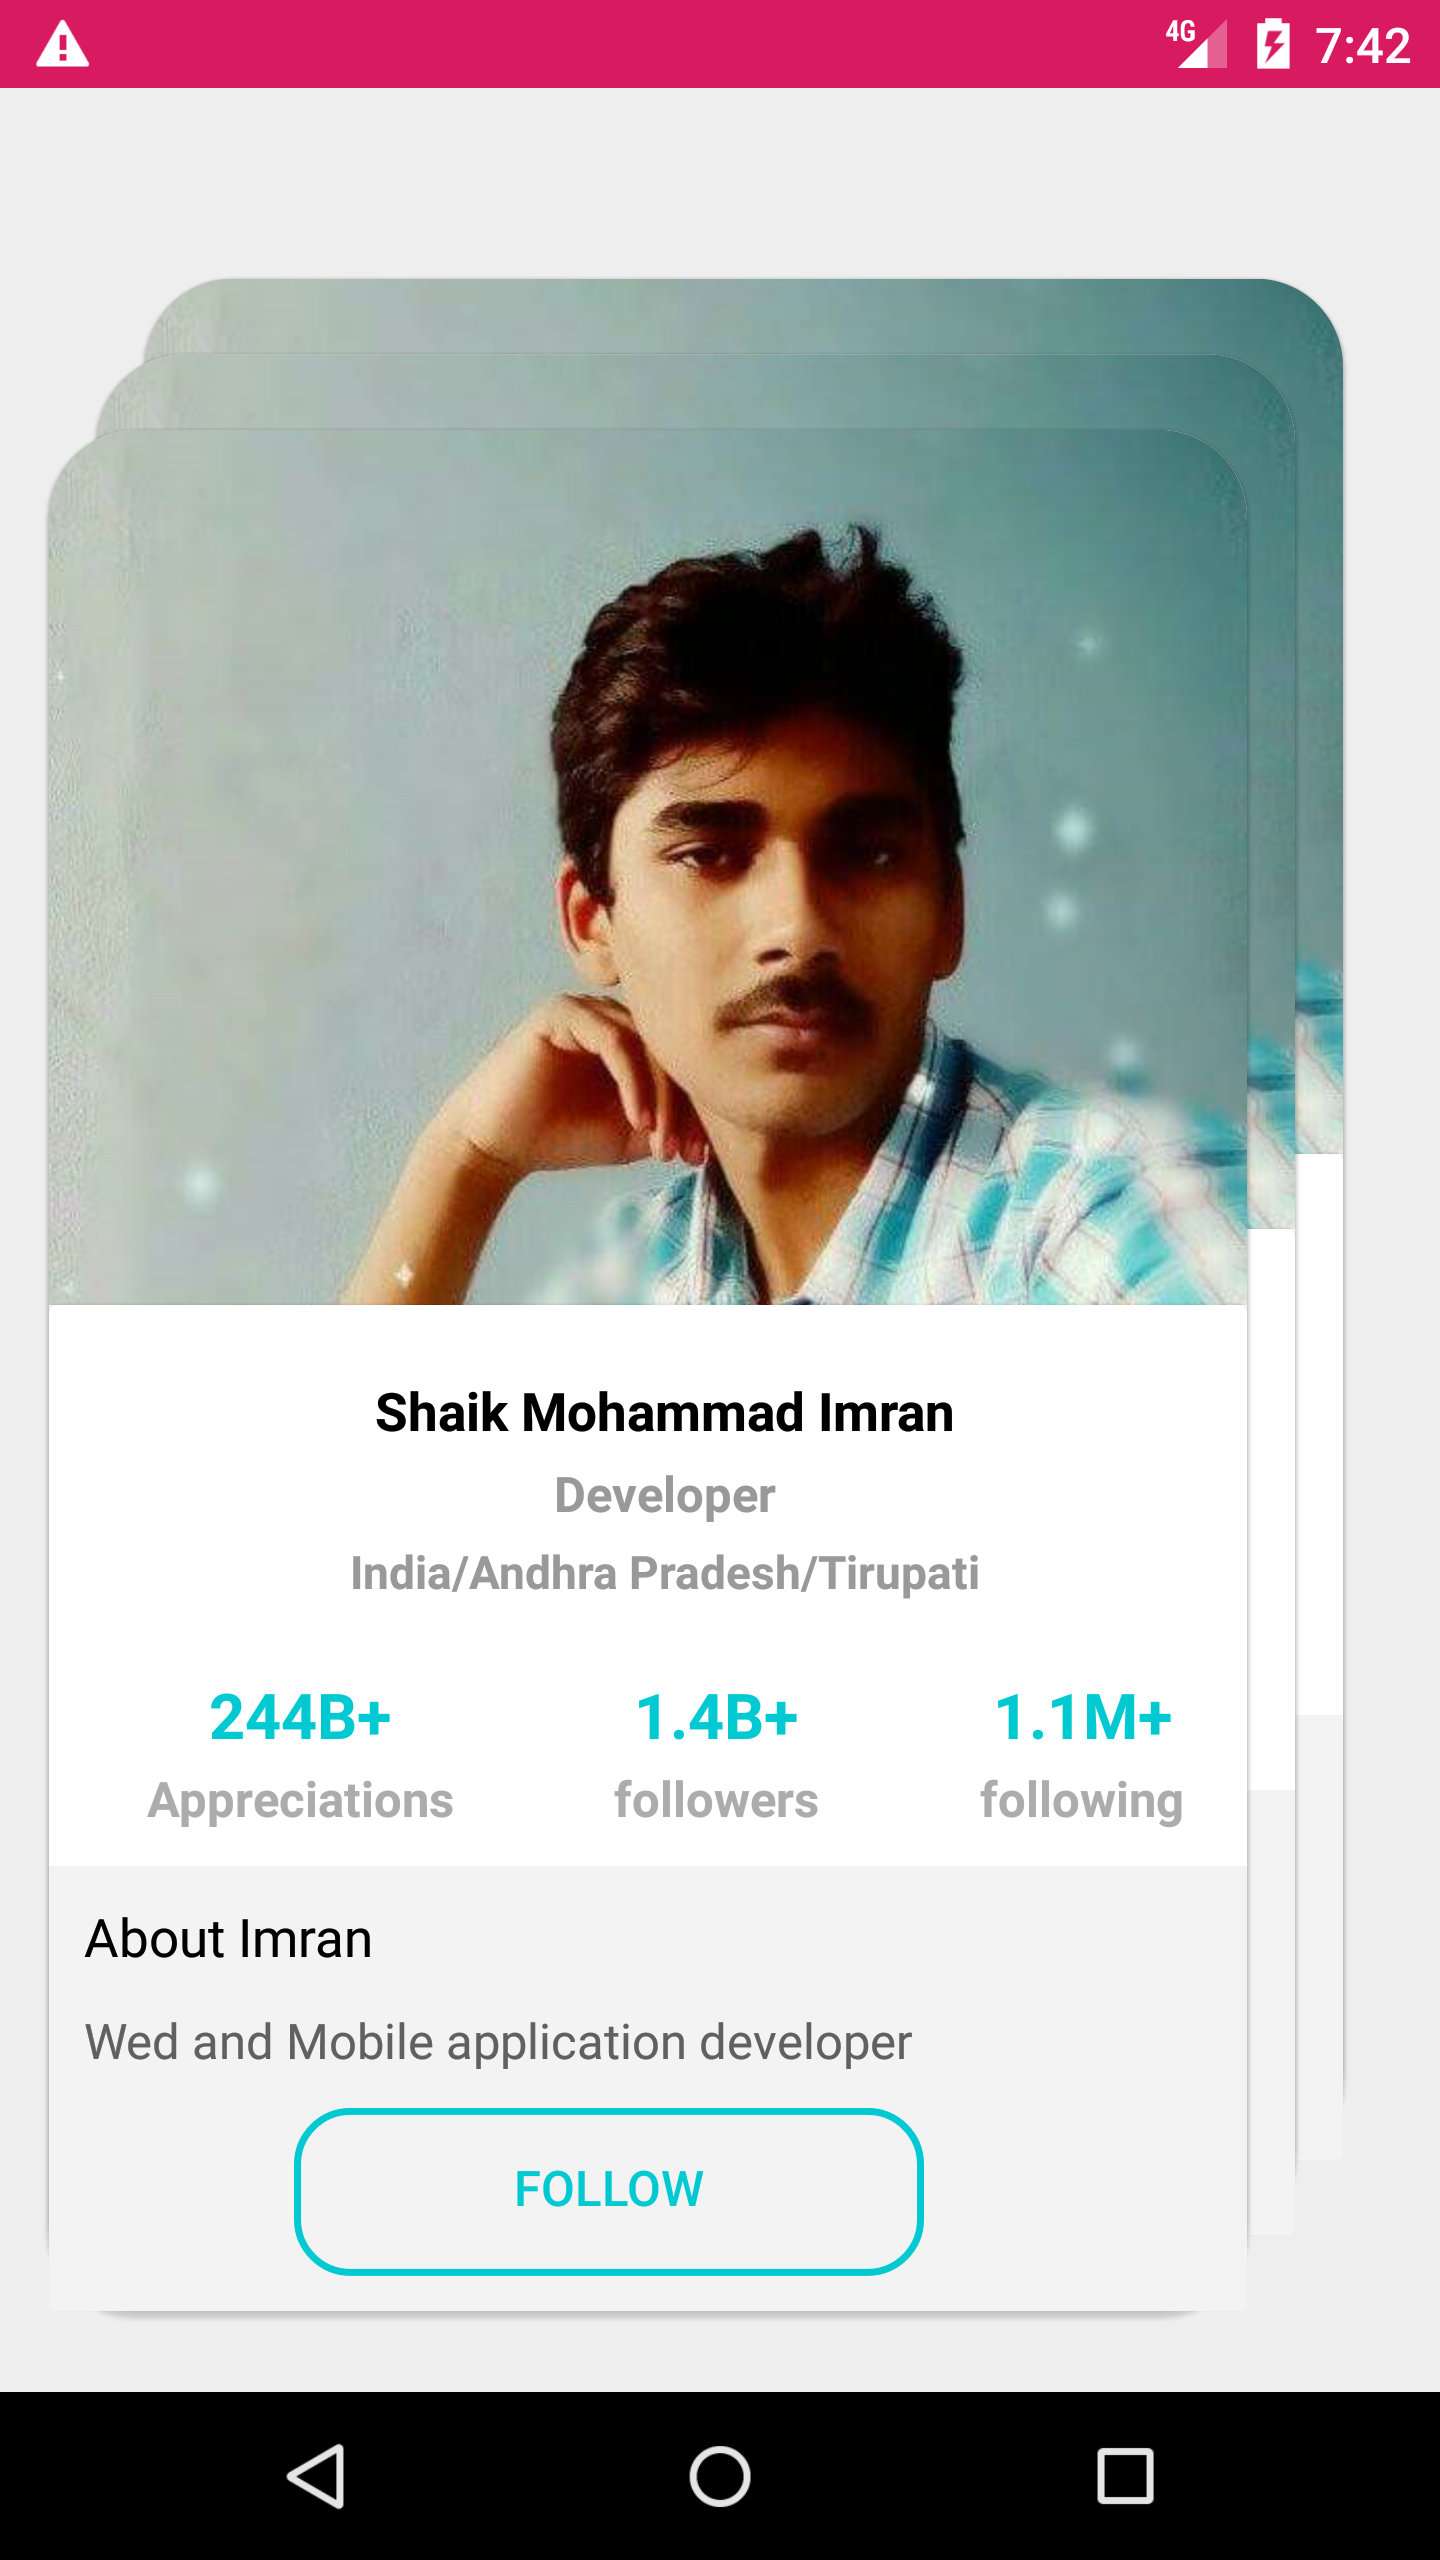 4G 7:42
Shaik Mohammad Imran
Developer
India/Andhra Pradesh/Tirupati
244B+ 1.4B+ 1.1M+
Appreciations followers following
About Imran
Wed and Mobile application developer
FOLLOW